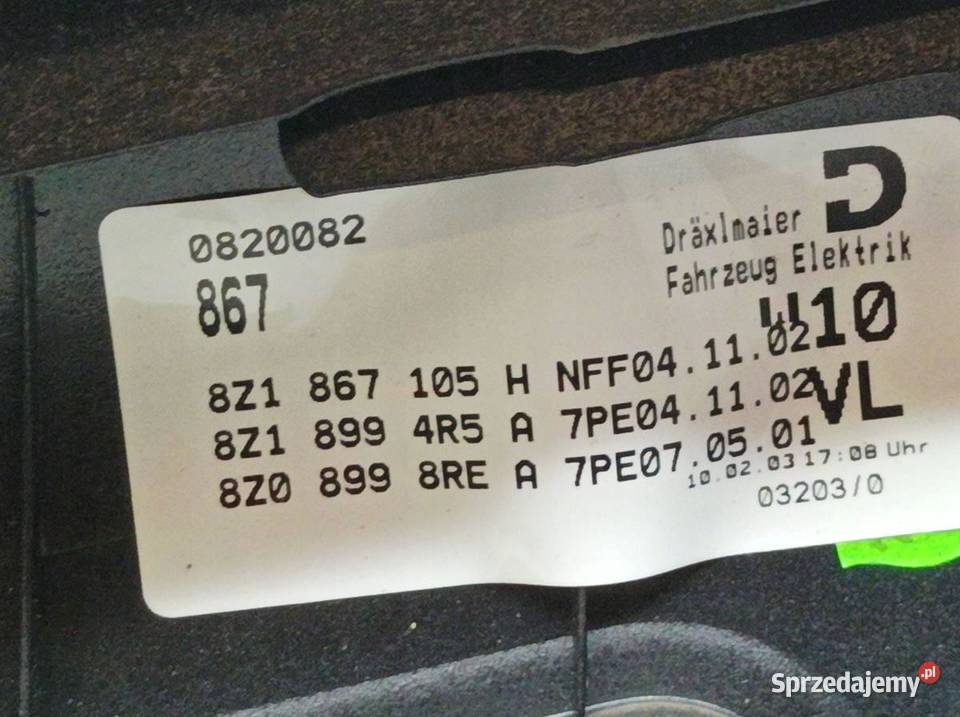 0820082
867
Dräxlmaier D
Fahrzeug Elektrik
W10
VL
8Z1 867 105 H NFF04.11.02
8Z1 899 4R5 A 7PE04.11.02
8Z0 899 8RE A 7PE07.05.01
10.02.03 17:08 Uhr
03203/0
Sprzedajemy.pl